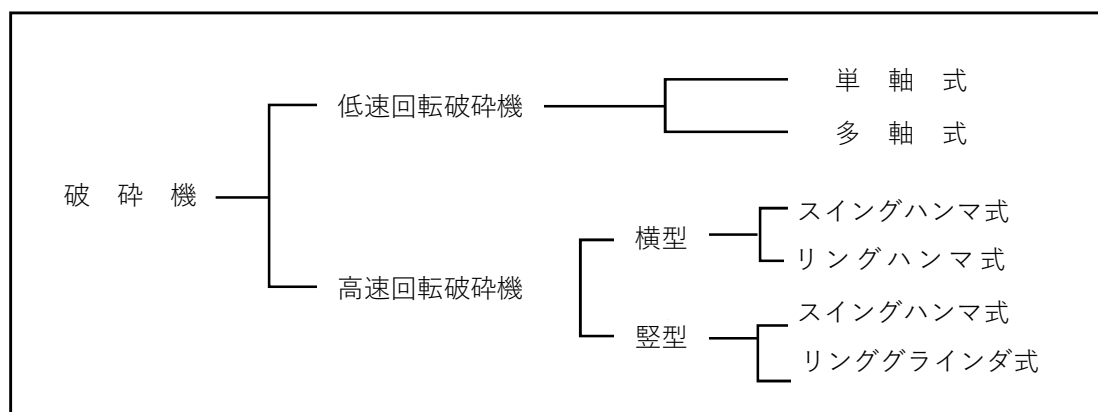 単軸式
低速回転破砕機
多軸式
破砕機
スイングハンマ式
横型
リングハンマ式
高速回転破砕機
スイングハンマ式
竪型
リンググラインダ式